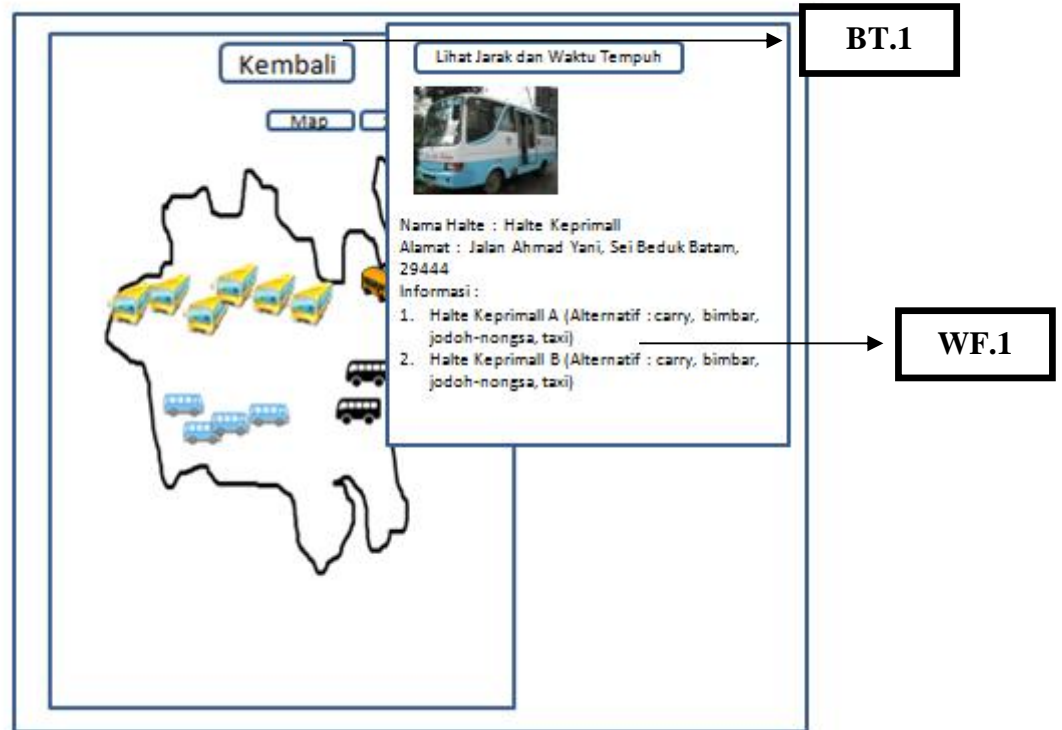 BT.1
Kembali
Lihat Jarak dan Waktu Tempuh
Map
Nama Halte : Halte Keprimall
Alamat : Jalan Ahmad Yani, Sei Beduk Batam,
29444
Informasi :
1. Halte Keprimall A (Alternatif : carry, bimbar,
jodoh-nongsa, taxi)
2. Halte Keprimall B (Alternatif : carry, bimbar,
jodoh-nongsa, taxi)
WF.1